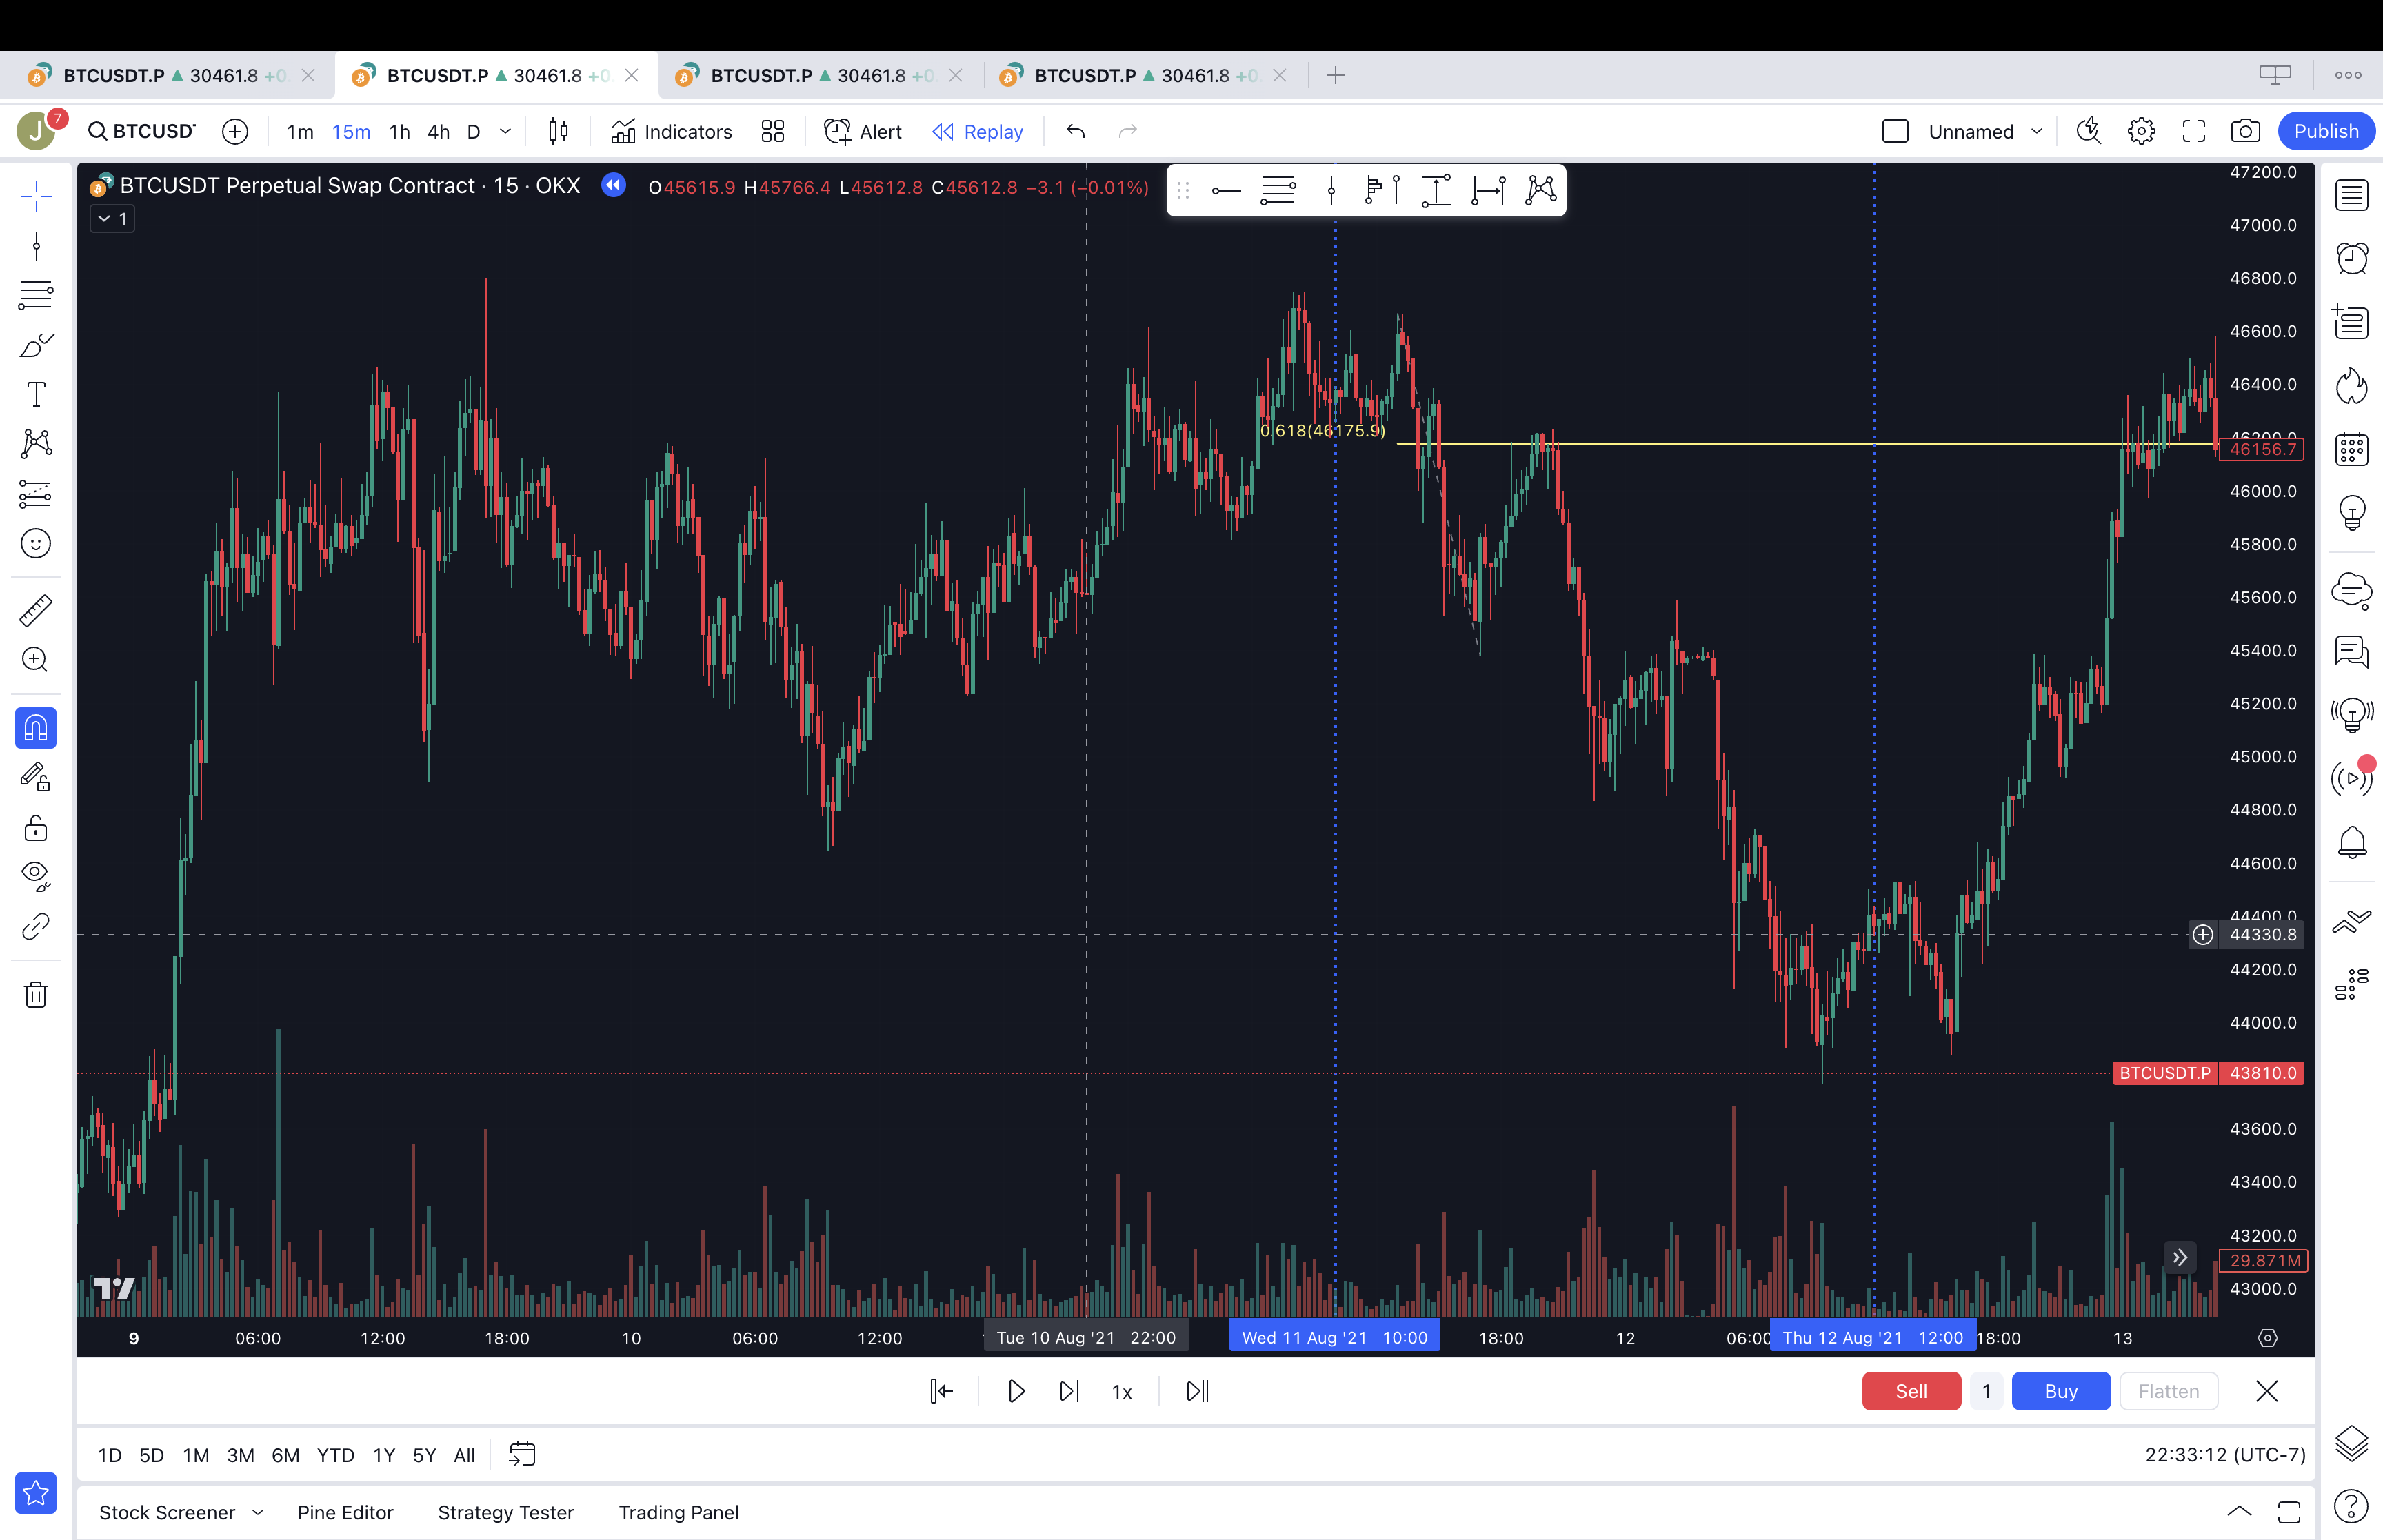 BTCUSDT.P 30461.8 +0 BTCUSDT.P 30461.8 +0 BTCUSDT.P 30461.8 +0 BTCUSDT.P 30461.8 +0
J 7 BTCUSD 1m 15m 1h 4h D Indicators Alert Replay Unnamed Publish
BTCUSDT Perpetual Swap Contract · 15 · OKX O45615.9 H45766.4 L45612.8 C45612.8 −3.1 (−0.01%)
1
47200.0
47000.0
46800.0
46600.0
46400.0
0.618(46175.9)
46200.0
46156.7
46000.0
45800.0
45600.0
45400.0
45200.0
45000.0
44800.0
44600.0
44400.0
44330.8
44200.0
44000.0
BTCUSDT.P 43810.0
43600.0
43400.0
43200.0
29.871M
43000.0
9 06:00 12:00 18:00 10 06:00 12:00 Tue 10 Aug '21 22:00 Wed 11 Aug '21 10:00 18:00 12 06:00 Thu 12 Aug '21 12:00 18:00 13
1x Sell 1 Buy Flatten
1D 5D 1M 3M 6M YTD 1Y 5Y All 22:33:12 (UTC-7)
Stock Screener Pine Editor Strategy Tester Trading Panel